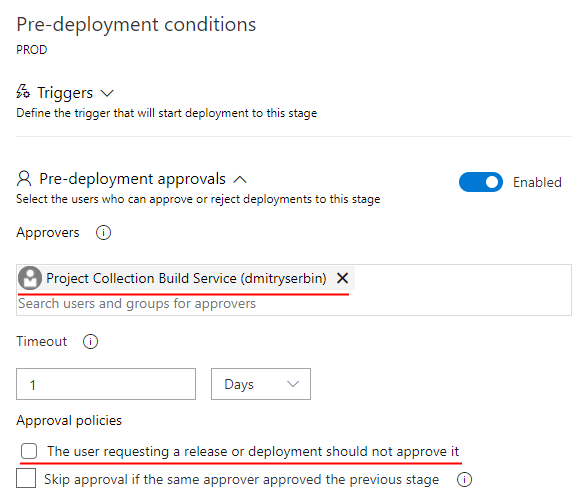 Pre-deployment conditions
PROD
Triggers
Define the trigger that will start deployment to this stage
Pre-deployment approvals
Enabled
Select the users who can approve or reject deployments to this stage
Approvers
Project Collection Build Service (dmitryserbin)
Search users and groups for approvers
Timeout
1 Days
Approval policies
The user requesting a release or deployment should not approve it
Skip approval if the same approver approved the previous stage